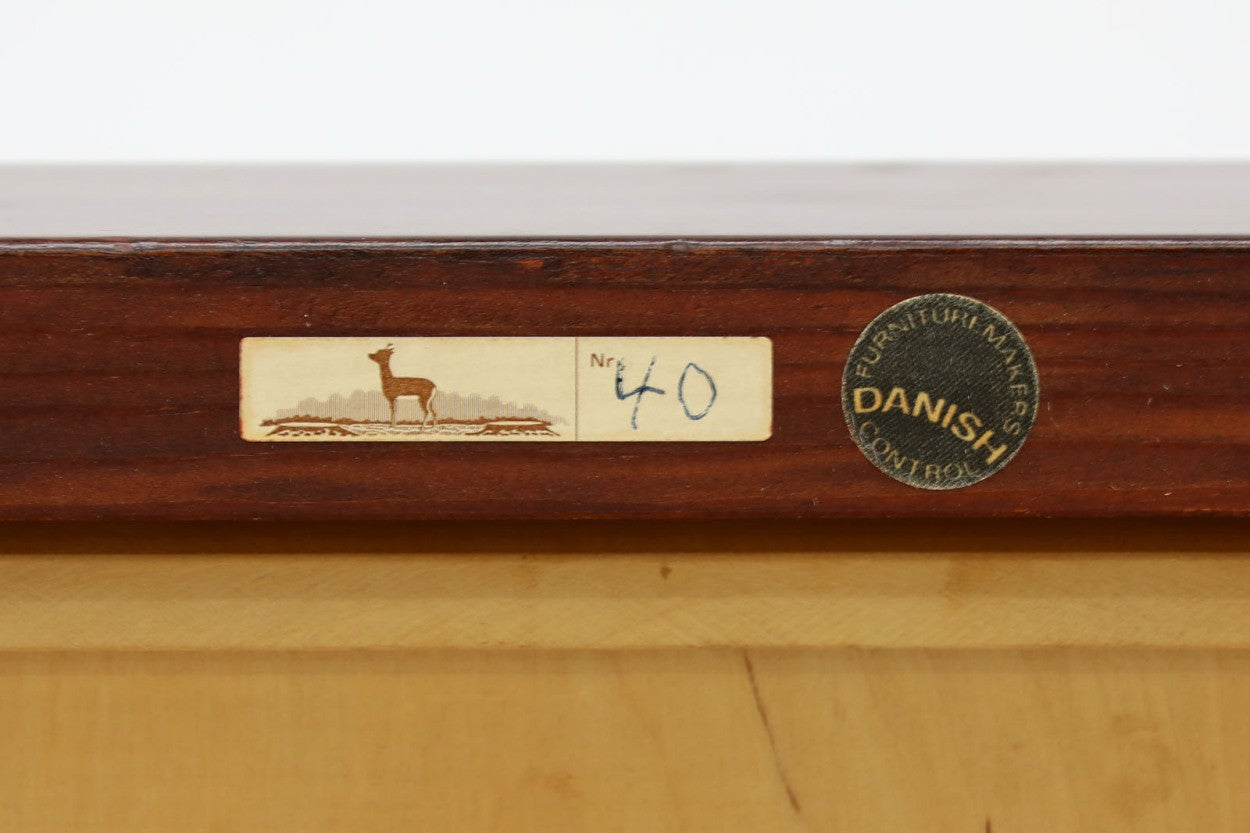 Nr. 40
FURNITUREMAKERS
DANISH
CONTROL